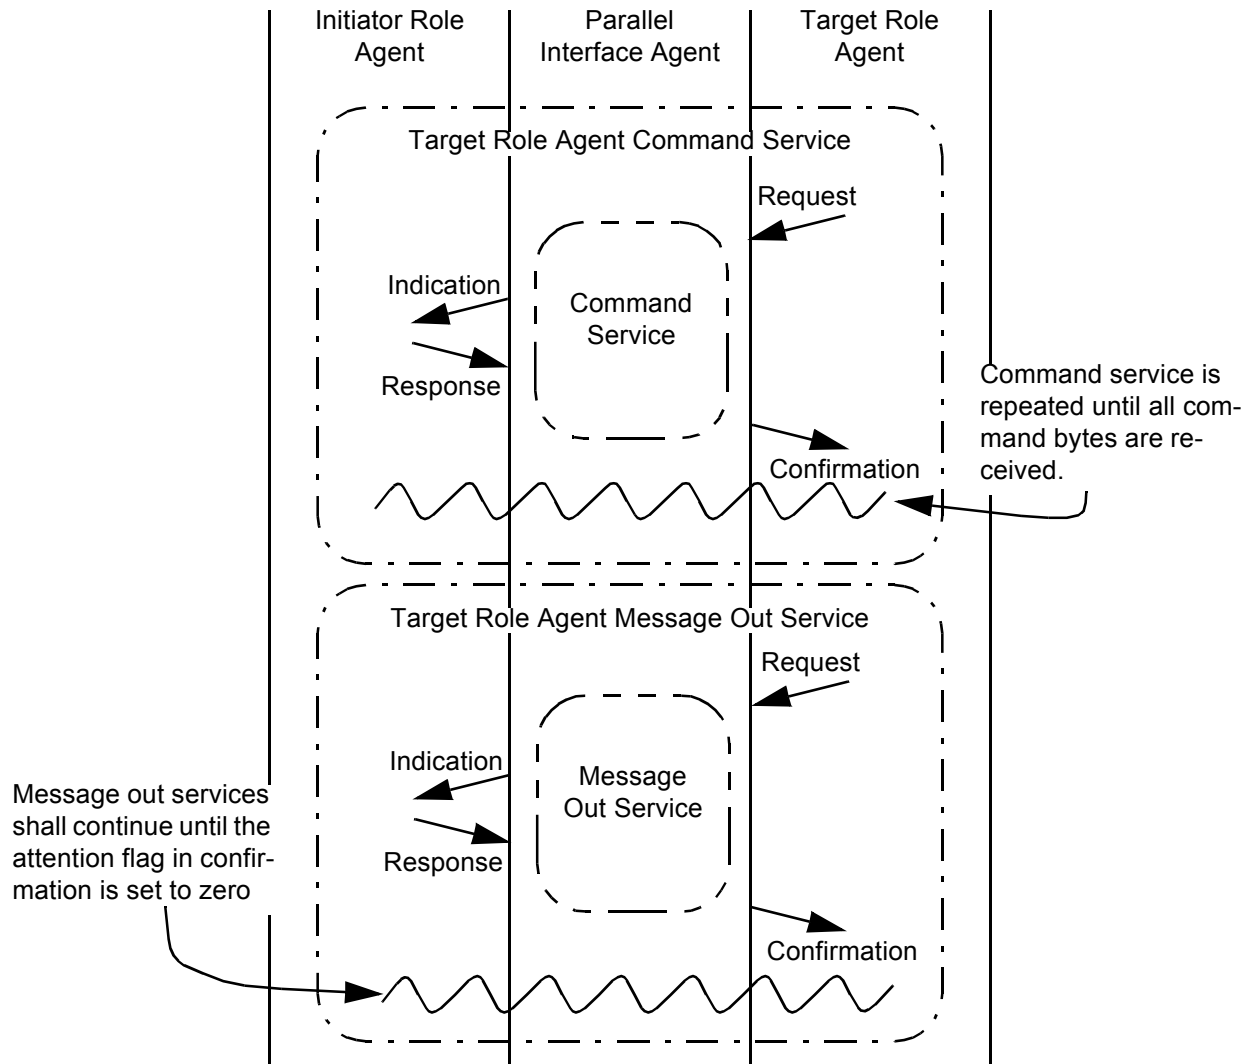 Initiator Role
Agent
Parallel
Interface Agent
Target Role
Agent
Target Role Agent Command Service
Request
Indication
Command
Service
Response
Confirmation
Command service is
repeated until all com-
mand bytes are re-
ceived.
Target Role Agent Message Out Service
Request
Indication
Message
Out Service
Response
Confirmation
Message out services
shall continue until the
attention flag in confir-
mation is set to zero